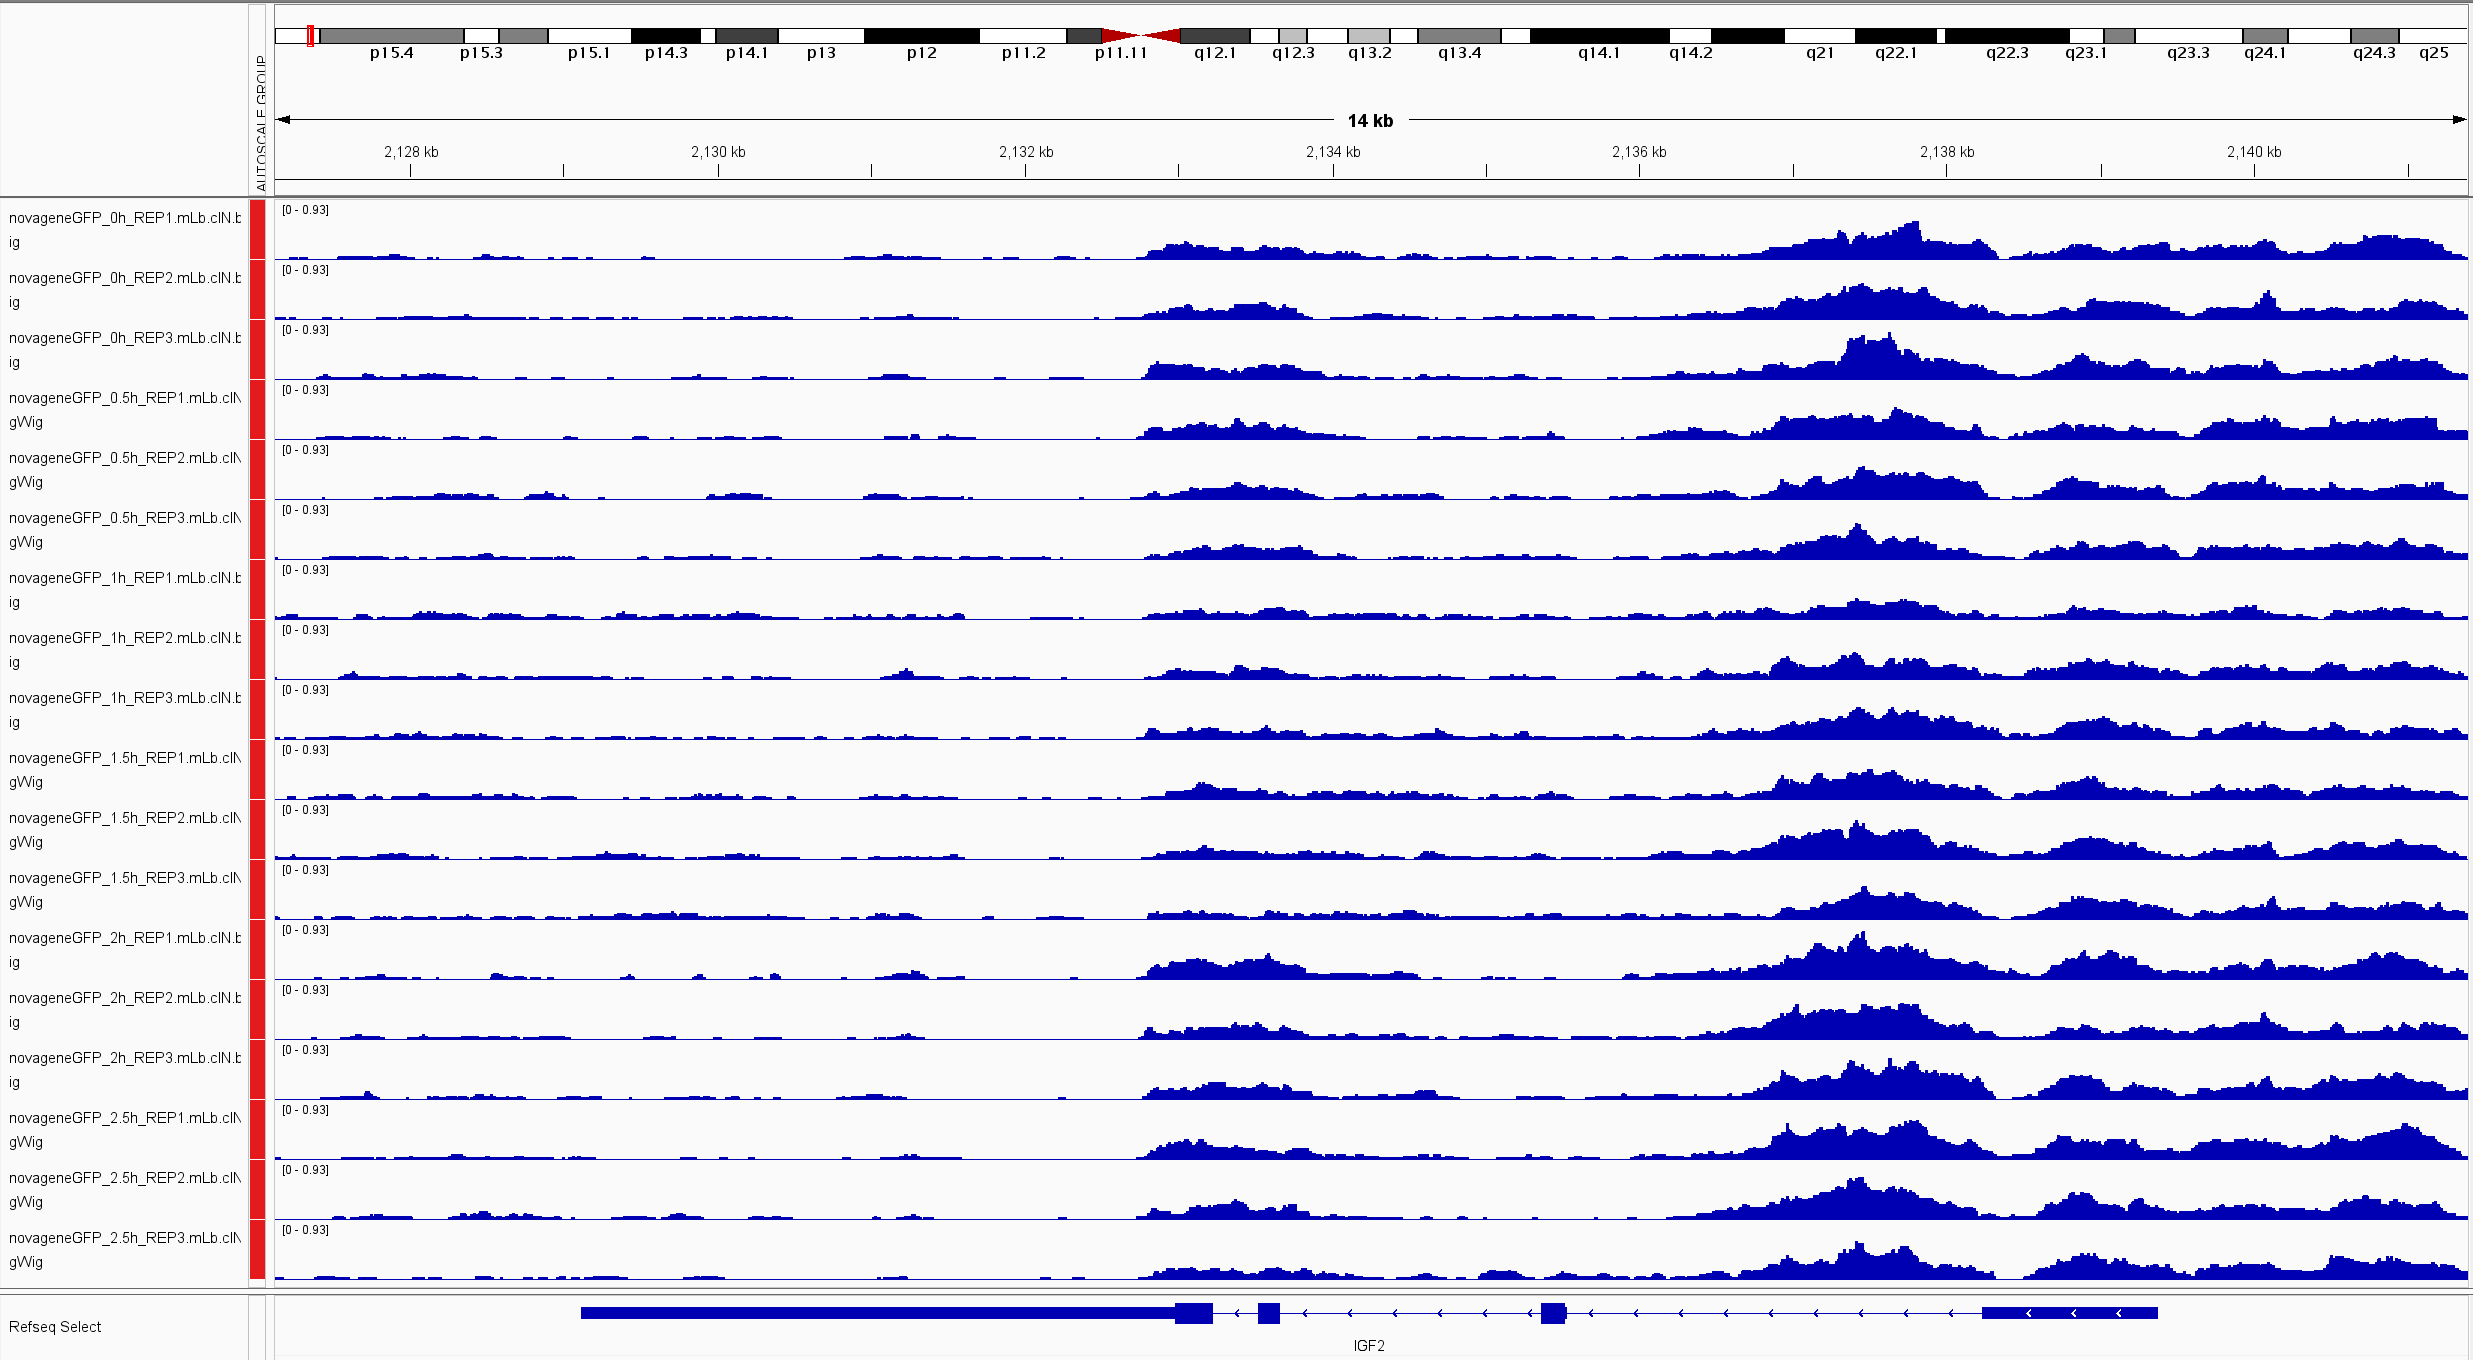 p15.4 p15.3 p15.1 p14.3 p14.1 p13 p12 p11.2 p11.11 q12.1 q12.3 q13.2 q13.4 q14.1 q14.2 q21 q22.1 q22.3 q23.1 q23.3 q24.1 q24.3 q25
AUTOSCALE GROUP
14 kb
2,128 kb 2,130 kb 2,132 kb 2,134 kb 2,136 kb 2,138 kb 2,140 kb
novageneGFP_0h_REP1.mLb.clN.b
ig
[0 - 0.93]
novageneGFP_0h_REP2.mLb.clN.b
ig
[0 - 0.93]
novageneGFP_0h_REP3.mLb.clN.b
ig
[0 - 0.93]
novageneGFP_0.5h_REP1.mLb.clN
gWig
[0 - 0.93]
novageneGFP_0.5h_REP2.mLb.clN
gWig
[0 - 0.93]
novageneGFP_0.5h_REP3.mLb.clN
gWig
[0 - 0.93]
novageneGFP_1h_REP1.mLb.clN.b
ig
[0 - 0.93]
novageneGFP_1h_REP2.mLb.clN.b
ig
[0 - 0.93]
novageneGFP_1h_REP3.mLb.clN.b
ig
[0 - 0.93]
novageneGFP_1.5h_REP1.mLb.clN
gWig
[0 - 0.93]
novageneGFP_1.5h_REP2.mLb.clN
gWig
[0 - 0.93]
novageneGFP_1.5h_REP3.mLb.clN
gWig
[0 - 0.93]
novageneGFP_2h_REP1.mLb.clN.b
ig
[0 - 0.93]
novageneGFP_2h_REP2.mLb.clN.b
ig
[0 - 0.93]
novageneGFP_2h_REP3.mLb.clN.b
ig
[0 - 0.93]
novageneGFP_2.5h_REP1.mLb.clN
gWig
[0 - 0.93]
novageneGFP_2.5h_REP2.mLb.clN
gWig
[0 - 0.93]
novageneGFP_2.5h_REP3.mLb.clN
gWig
[0 - 0.93]
Refseq Select
IGF2